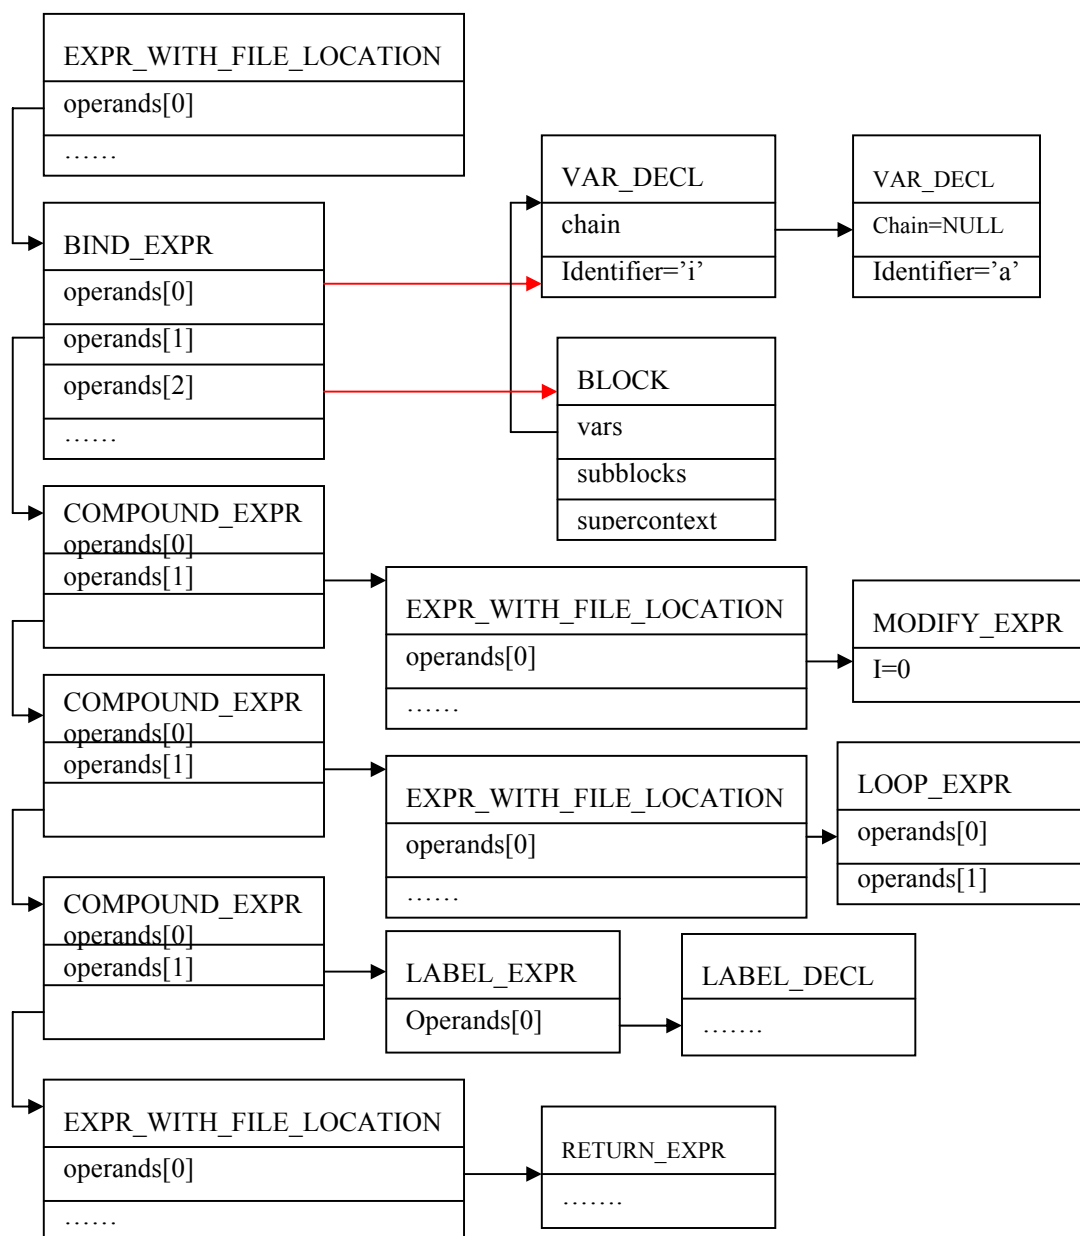 EXPR_WITH_FILE_LOCATION
operands[0]
……
VAR_DECL
chain
Identifier=’i’
VAR_DECL
Chain=NULL
Identifier=’a’
BIND_EXPR
operands[0]
operands[1]
operands[2]
……
BLOCK
vars
subblocks
supercontext
COMPOUND_EXPR
operands[0]
operands[1]
EXPR_WITH_FILE_LOCATION
operands[0]
……
MODIFY_EXPR
I=0
COMPOUND_EXPR
operands[0]
operands[1]
EXPR_WITH_FILE_LOCATION
operands[0]
……
LOOP_EXPR
operands[0]
operands[1]
COMPOUND_EXPR
operands[0]
operands[1]
LABEL_EXPR
Operands[0]
LABEL_DECL
…….
EXPR_WITH_FILE_LOCATION
operands[0]
……
RETURN_EXPR
…….